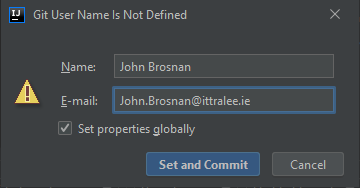 IJ Git User Name Is Not Defined
Name: John Brosnan
E-mail: John.Brosnan@ittralee.ie
Set properties globally
Set and Commit Cancel